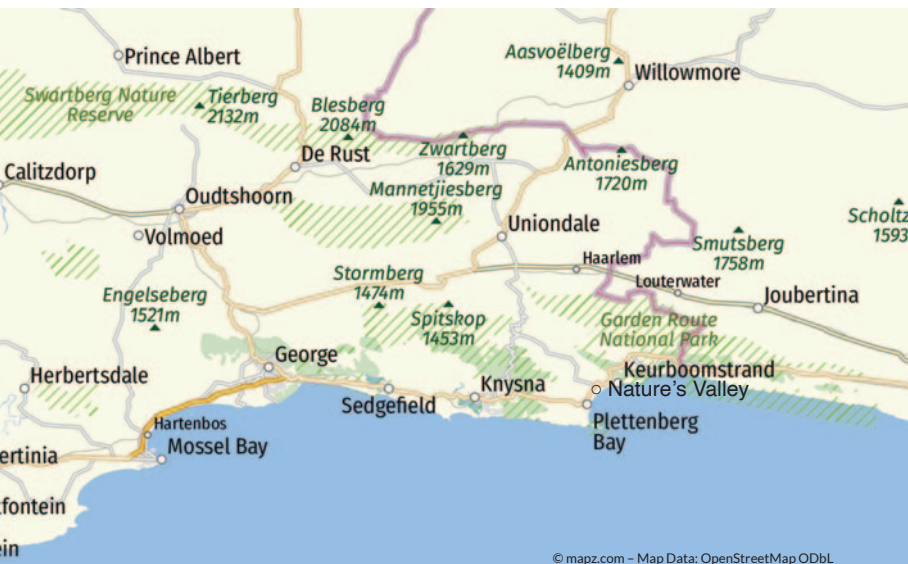 Prince Albert
Aasvoëlberg
1409m
Willowmore
Swartberg Nature
Reserve
Tierberg
2132m
Blesberg
2084m
Zwartberg
1629m
De Rust
Antoniesberg
1720m
Calitzdorp
Oudtshoorn
Mannetjiesberg
1955m
Uniondale
Scholtz
1593
Volmoed
Smutsberg
1758m
Haarlem
Louterwater
Joubertina
Stormberg
1474m
Engelseberg
1521m
Spitskop
1453m
Garden Route
National Park
George
Keurboomstrand
Nature's Valley
Herbertsdale
Knysna
Sedgefield
Plettenberg
Bay
Hartenbos
Mossel Bay
ertinia
tfontein
ein
© mapz.com – Map Data: OpenStreetMap ODbL